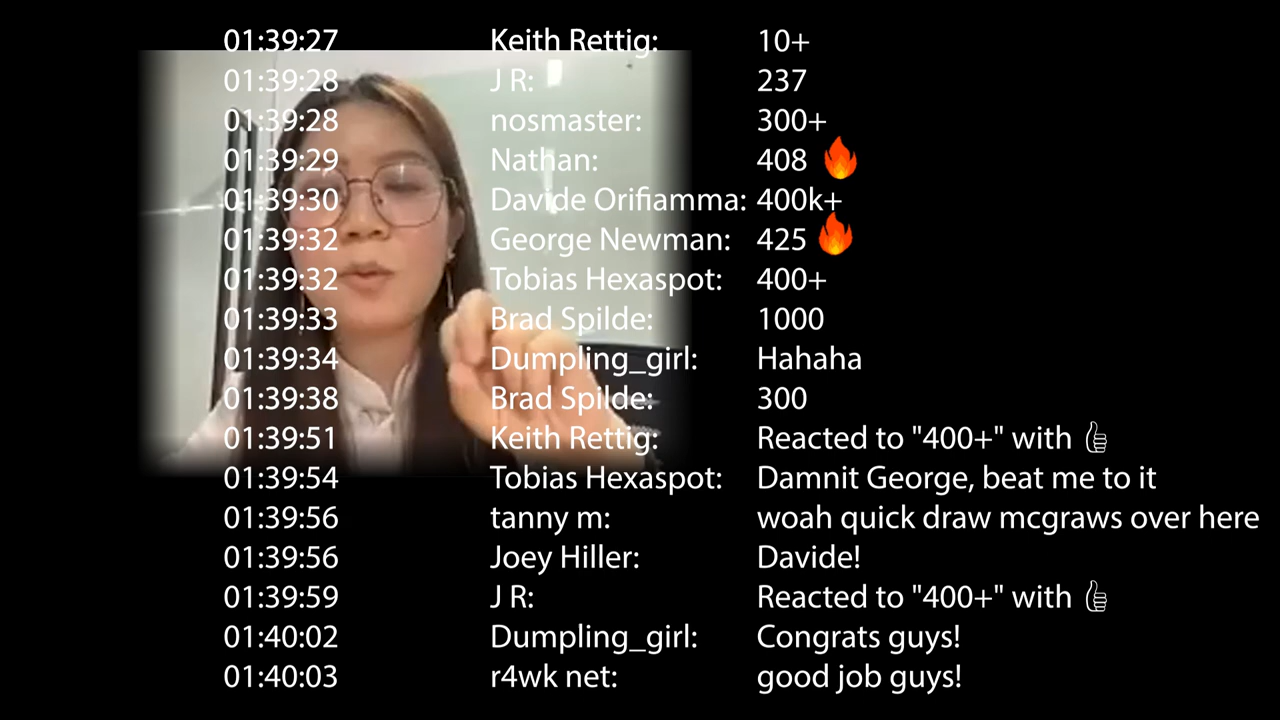 01:39:27 Keith Rettig: 10+
01:39:28 J R: 237
01:39:28 nosmaster: 300+
01:39:29 Nathan: 408 🔥
01:39:30 Davide Orifiamma: 400k+
01:39:32 George Newman: 425 🔥
01:39:32 Tobias Hexaspot: 400+
01:39:33 Brad Spilde: 1000
01:39:34 Dumpling_girl: Hahaha
01:39:38 Brad Spilde: 300
01:39:51 Keith Rettig: Reacted to "400+" with 👍
01:39:54 Tobias Hexaspot: Damnit George, beat me to it
01:39:56 tanny m: woah quick draw mcgraws over here
01:39:56 Joey Hiller: Davide!
01:39:59 J R: Reacted to "400+" with 👍
01:40:02 Dumpling_girl: Congrats guys!
01:40:03 r4wk net: good job guys!